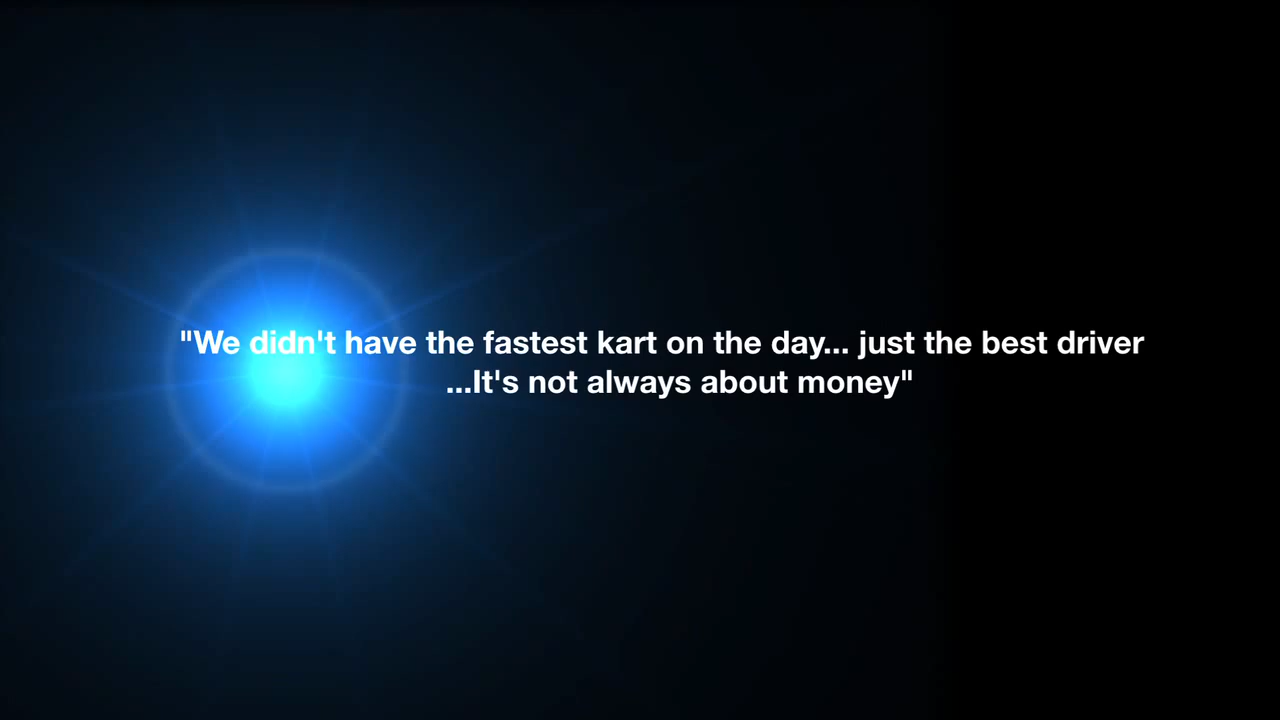 "We didn't have the fastest kart on the day... just the best driver
...It's not always about money"